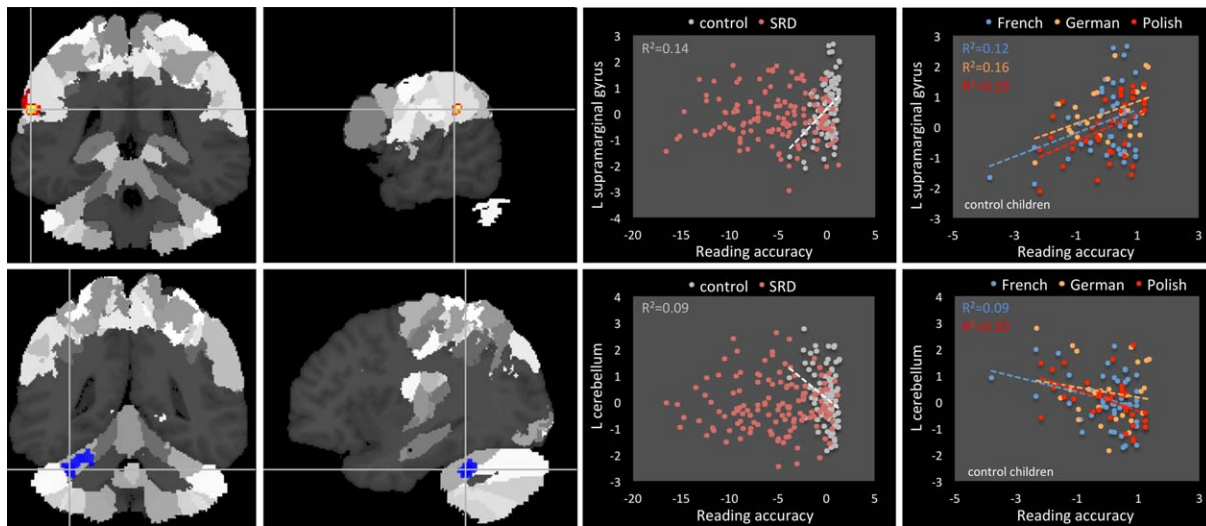 control SRD
R²=0.14
L supramarginal gyrus
3
2
1
0
-1
-2
-3
-4
-20 -15 -10 -5 0 5
Reading accuracy
French German Polish
R²=0.12
R²=0.16
L supramarginal gyrus
3
2
1
0
-1
-2
-3
control children
-5 -3 -1 1 3
Reading accuracy
control SRD
R²=0.09
L cerebellum
4
3
2
1
0
-1
-2
-3
-4
-20 -15 -10 -5 0 5
Reading accuracy
French German Polish
R²=0.09
L cerebellum
4
3
2
1
0
-1
-2
-3
-4
control children
-5 -3 -1 1 3
Reading accuracy